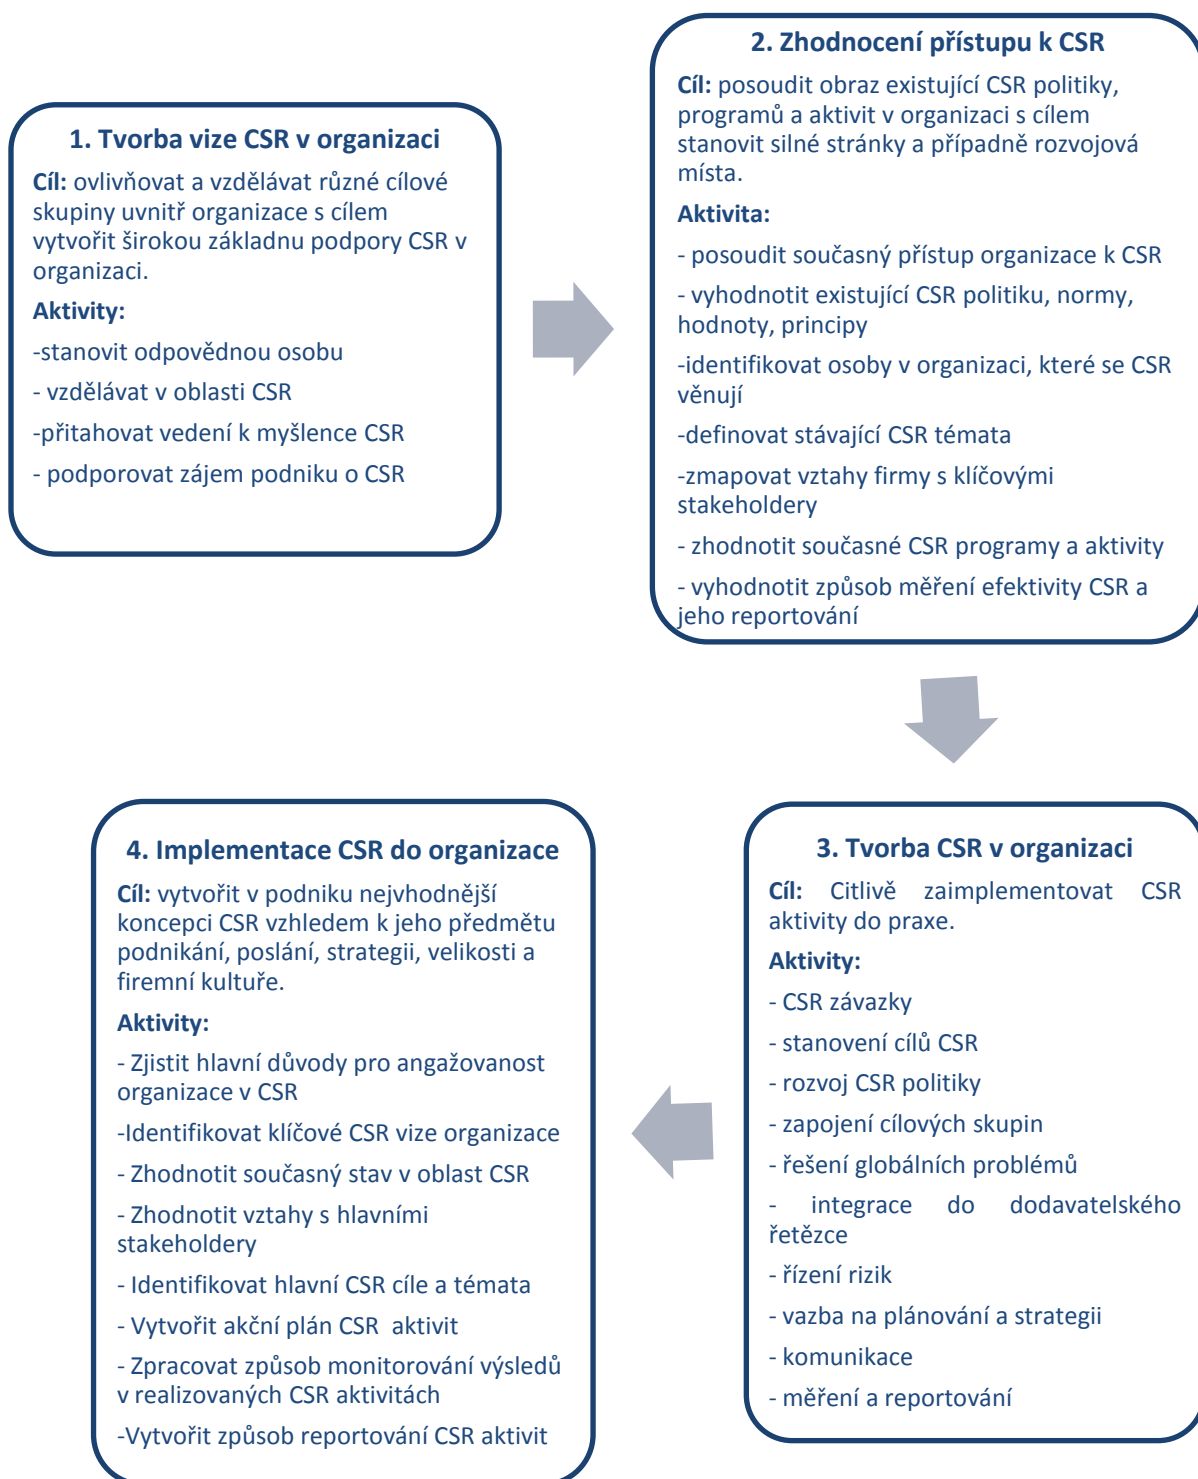 1. Tvorba vize CSR v organizaci
Cíl: ovlivňovat a vzdělávat různé cílové
skupiny uvnitř organizace s cílem
vytvořit širokou základnu podpory CSR v
organizaci.
Aktivity:
-stanovit odpovědnou osobu
- vzdělávat v oblasti CSR
-přitahovat vedení k myšlence CSR
- podporovat zájem podniku o CSR
2. Zhodnocení přístupu k CSR
Cíl: posoudit obraz existující CSR politiky,
programů a aktivit v organizaci s cílem
stanovit silné stránky a případně rozvojová
místa.
Aktivita:
- posoudit současný přístup organizace k CSR
- vyhodnotit existující CSR politiku, normy,
hodnoty, principy
-identifikovat osoby v organizaci, které se CSR
věnují
-definovat stávající CSR témata
-zmapovat vztahy firmy s klíčovými
stakeholdery
- zhodnotit současné CSR programy a aktivity
- vyhodnotit způsob měření efektivity CSR a
jeho reportování
3. Tvorba CSR v organizaci
Cíl: Citlivě zaimplementovat CSR
aktivity do praxe.
Aktivity:
- CSR závazky
- stanovení cílů CSR
- rozvoj CSR politiky
- zapojení cílových skupin
- řešení globálních problémů
- integrace do dodavatelského
řetězce
- řízení rizik
- vazba na plánování a strategii
- komunikace
- měření a reportování
4. Implementace CSR do organizace
Cíl: vytvořit v podniku nejvhodnější
koncepci CSR vzhledem k jeho předmětu
podnikání, poslání, strategii, velikosti a
firemní kultuře.
Aktivity:
- Zjistit hlavní důvody pro angažovanost
organizace v CSR
-Identifikovat klíčové CSR vize organizace
- Zhodnotit současný stav v oblast CSR
- Zhodnotit vztahy s hlavními
stakeholdery
- Identifikovat hlavní CSR cíle a témata
- Vytvořit akční plán CSR  aktivit
- Zpracovat způsob monitorování výsledů
v realizovaných CSR aktivitách
-Vytvořit způsob reportování CSR aktivit